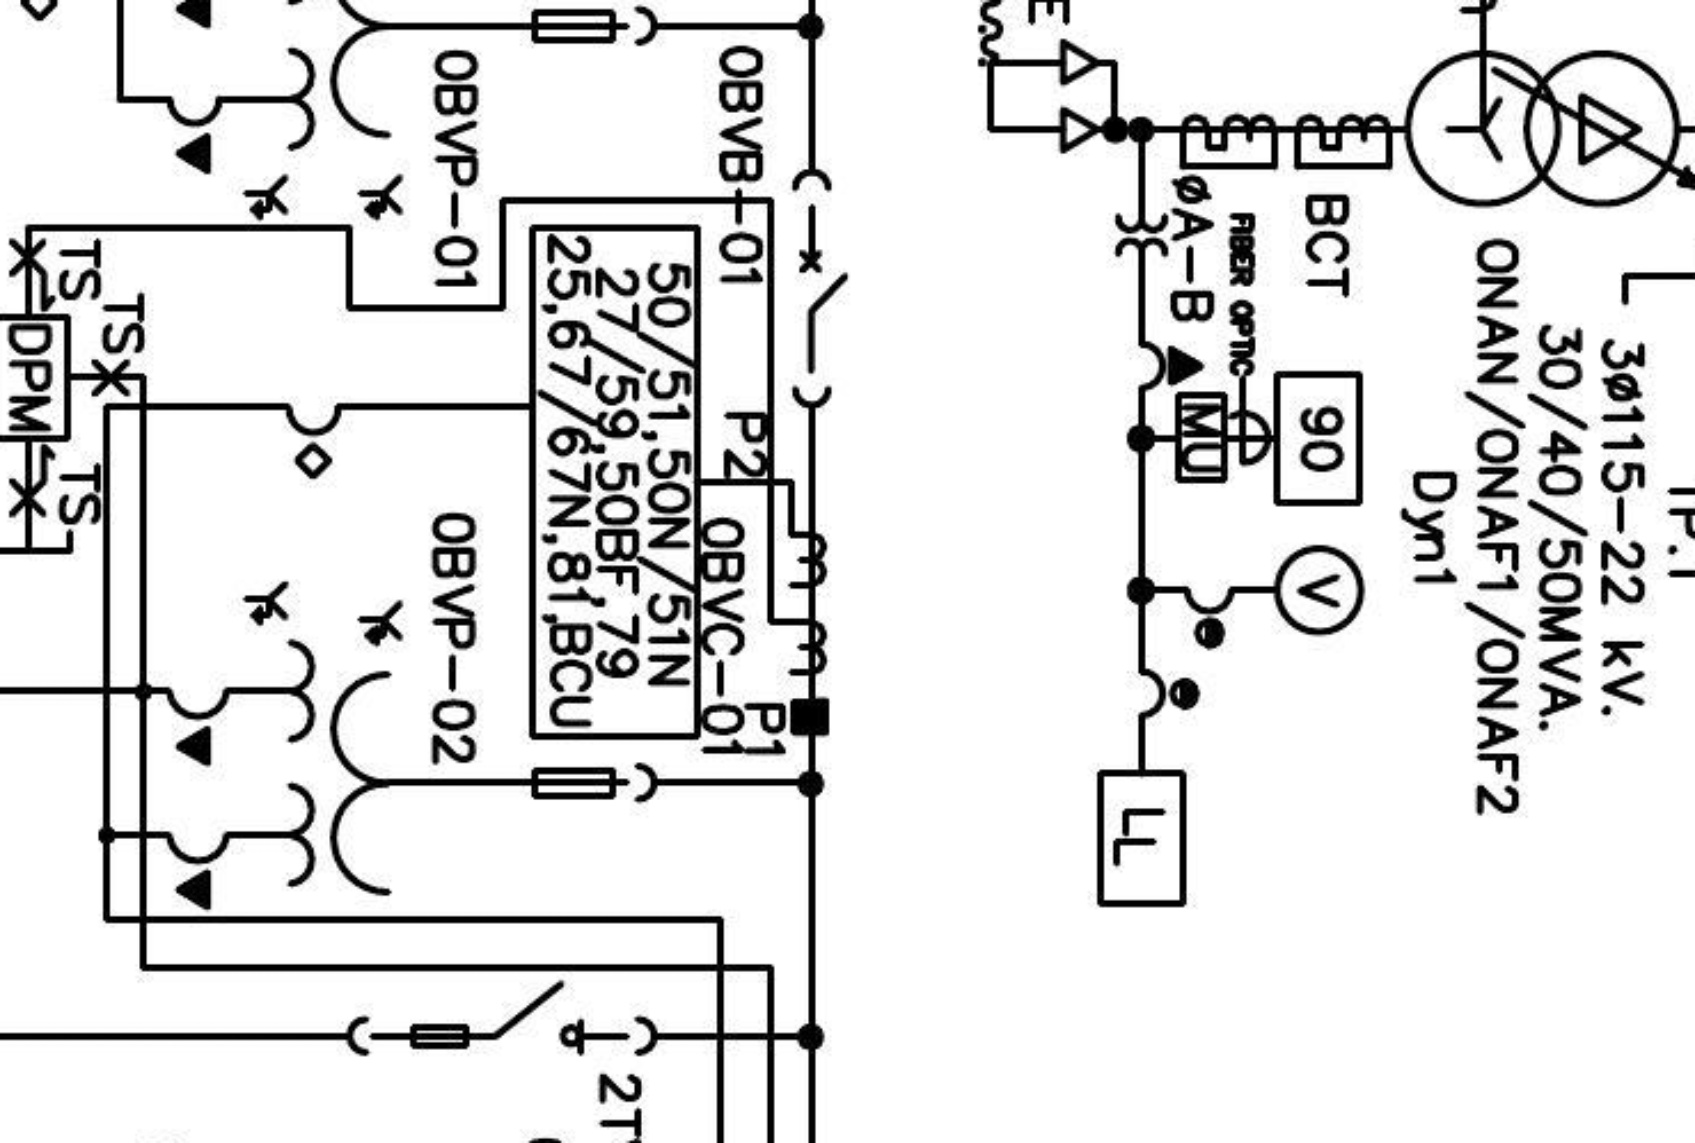 TP.1
3ø115-22 kV.
30/40/50MVA.
ONAN/ONAF1/ONAF2
Dyn1
BCT
90
V
FIBER OPTIC
MU
øA-B
LL
E
0BVB-01
P2
0BVC-01
P1
50/51,50N/51N
27/59,50BF,79
25,67/67N,81,BCU
0BVP-01
0BVP-02
TS
TS
DPM
TS